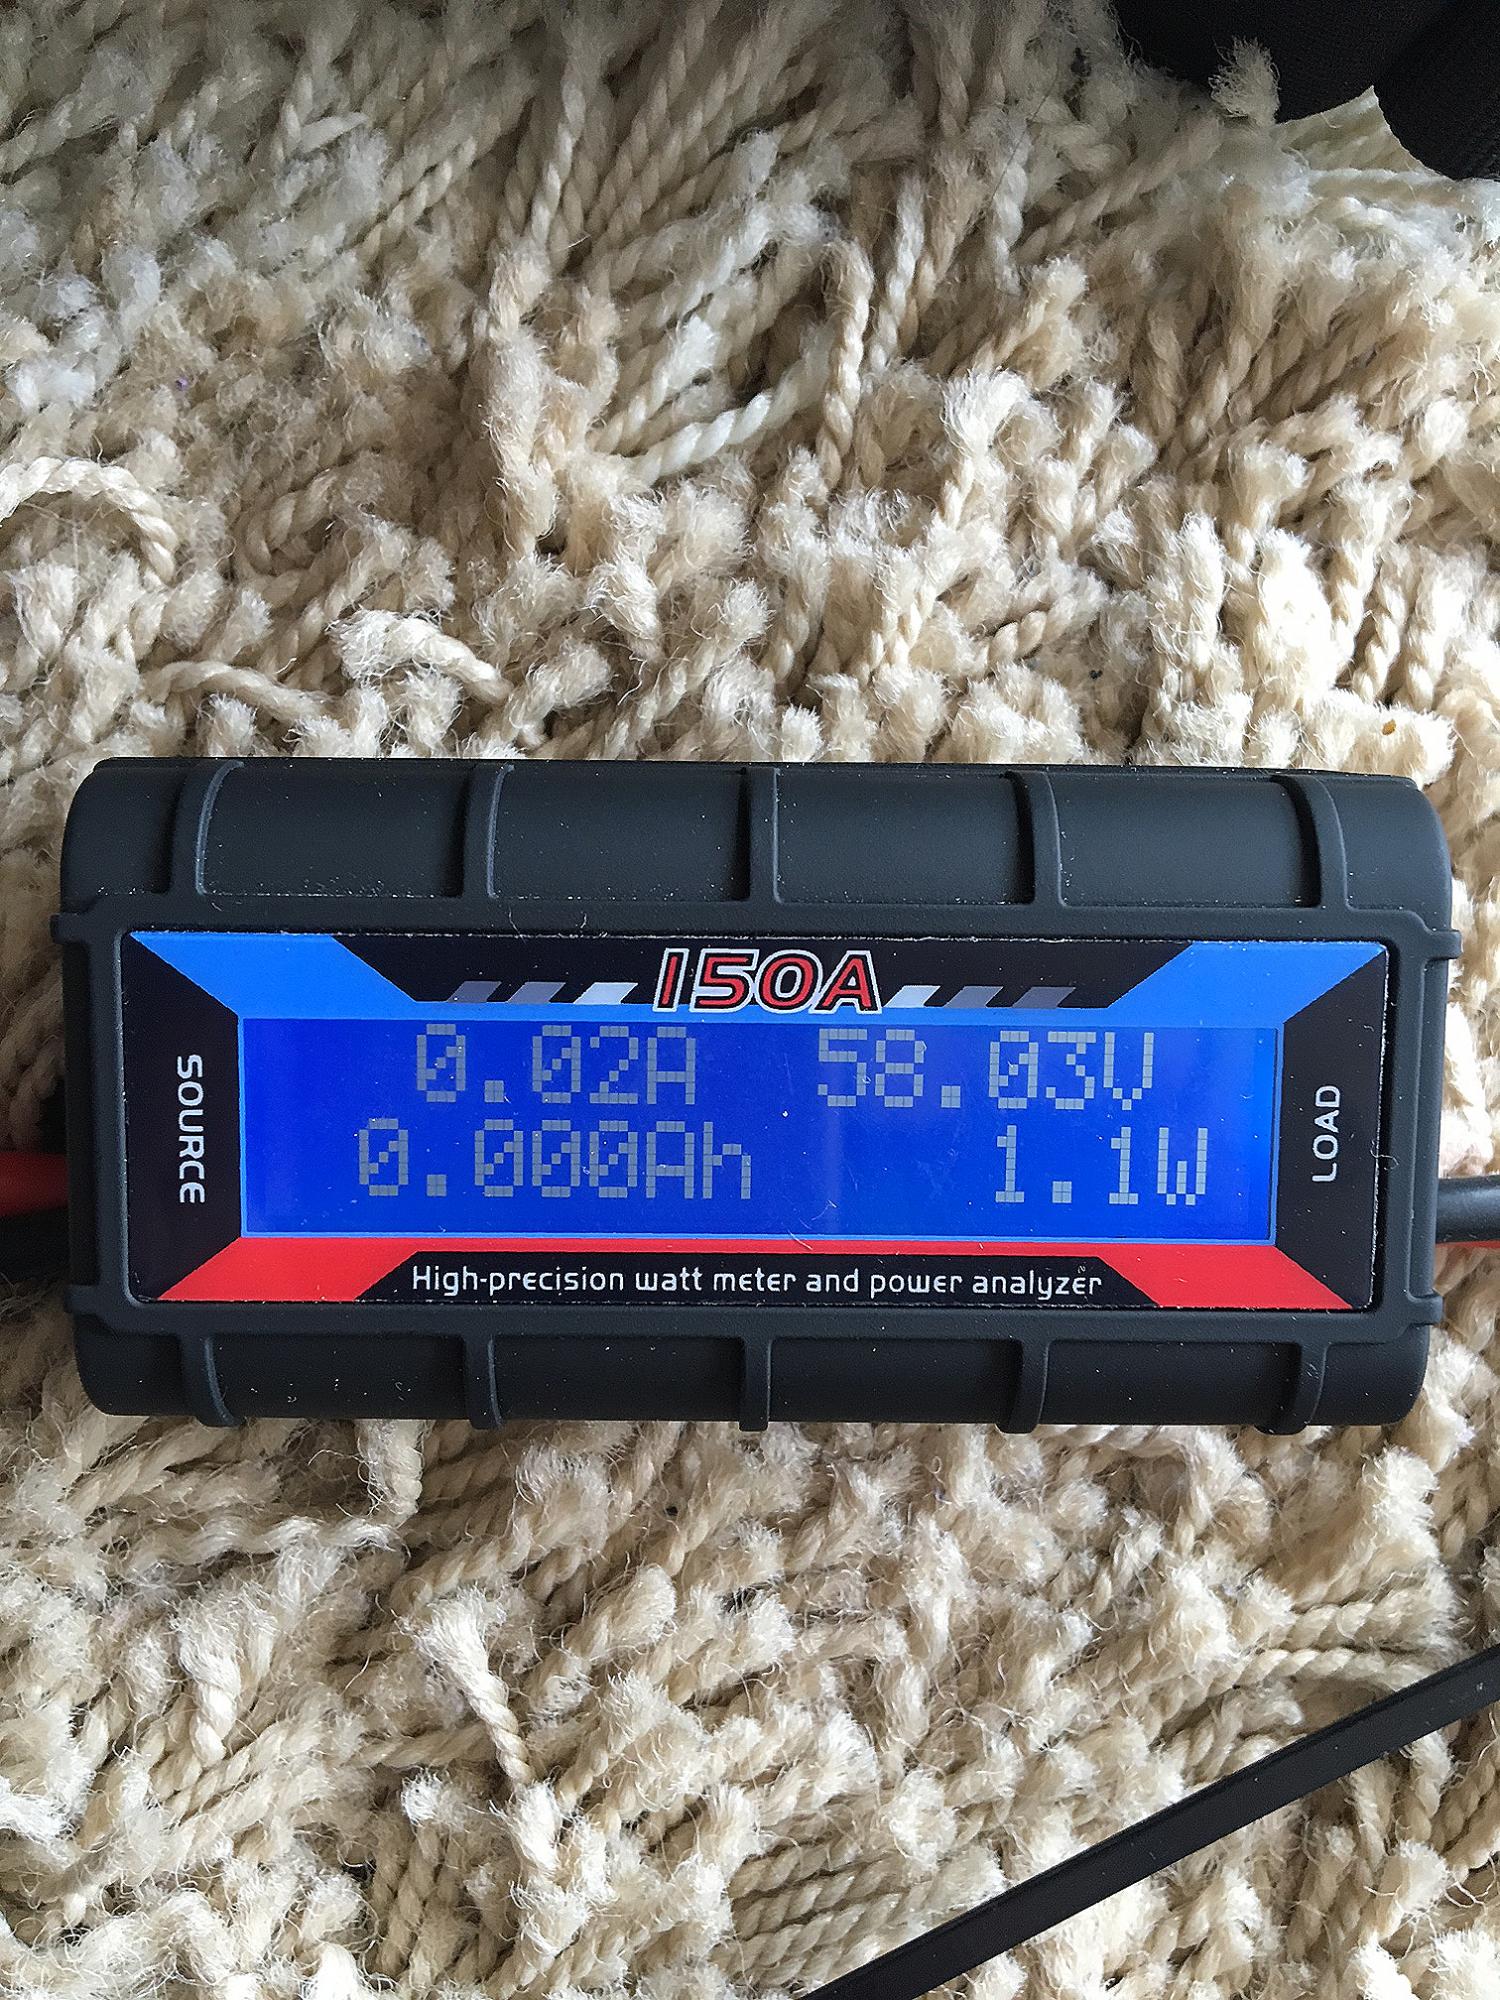 150A
SOURCE
0.02A 58.03V
0.000Ah 1.1W
LOAD
High-precision watt meter and power analyzer